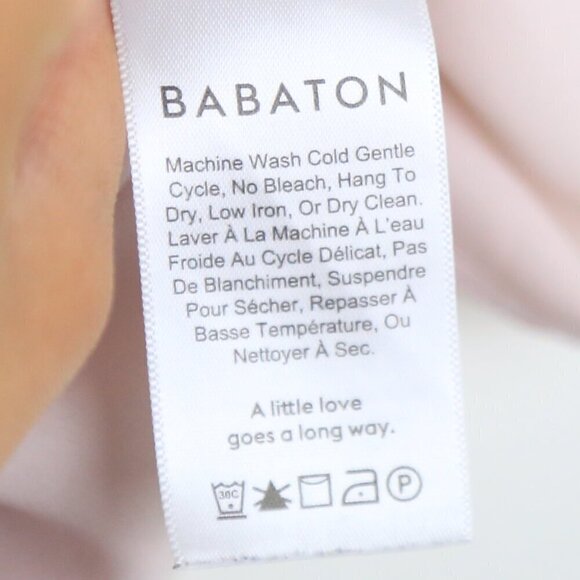 BABATON
Machine Wash Cold Gentle
Cycle, No Bleach, Hang To
Dry, Low Iron, Or Dry Clean.
Laver À La Machine À L'eau
Froide Au Cycle Délicat, Pas
De Blanchiment, Suspendre
Pour Sécher, Repasser À
Basse Température, Ou
Nettoyer À Sec.
A little love
goes a long way.
30C P